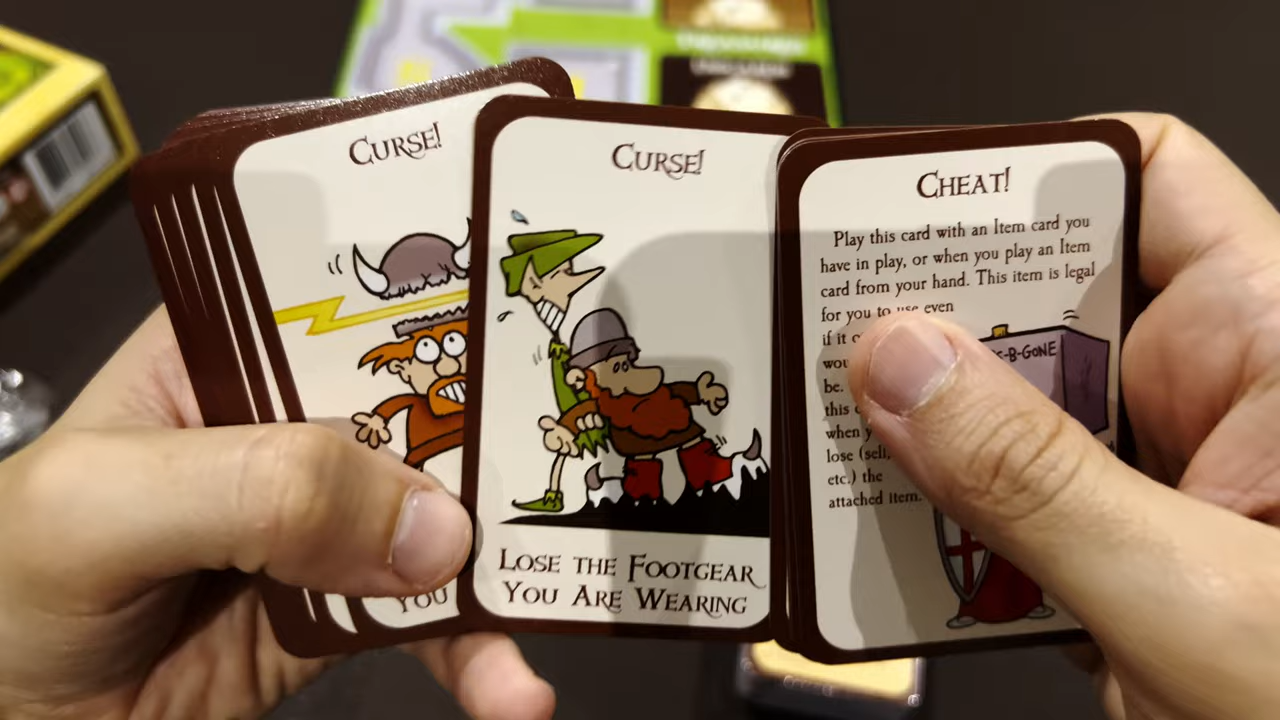 CURSE!
YOU
CURSE!
LOSE THE FOOTGEAR
YOU ARE WEARING
CHEAT!
Play this card with an Item card you
have in play, or when you play an Item
card from your hand. This item is legal
for you to use even
if it
be.
this
when
lose (sell,
etc.) the
attached item.
-B-GONE